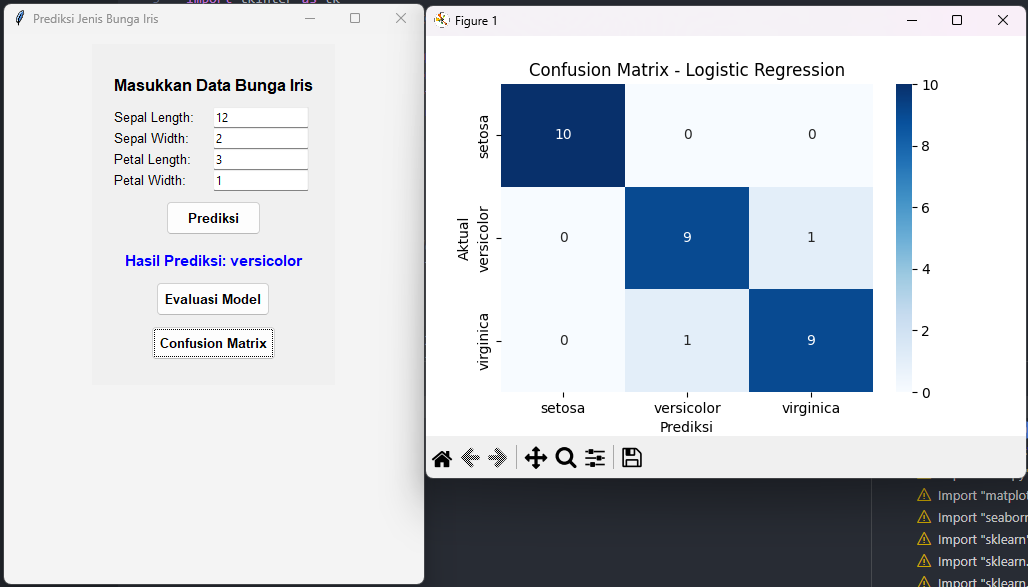 import tkinter as tk
Prediksi Jenis Bunga Iris
Masukkan Data Bunga Iris
Sepal Length: 12
Sepal Width: 2
Petal Length: 3
Petal Width: 1
Prediksi
Hasil Prediksi: versicolor
Evaluasi Model
Confusion Matrix
Figure 1
Confusion Matrix - Logistic Regression
Aktual
setosa 10 0 0
versicolor 0 9 1
virginica 0 1 9
setosa versicolor virginica
Prediksi
10
8
6
4
2
0
Import "matplot
Import "seaborn
Import "sklearn"
Import "sklearn.
Import "sklearn.